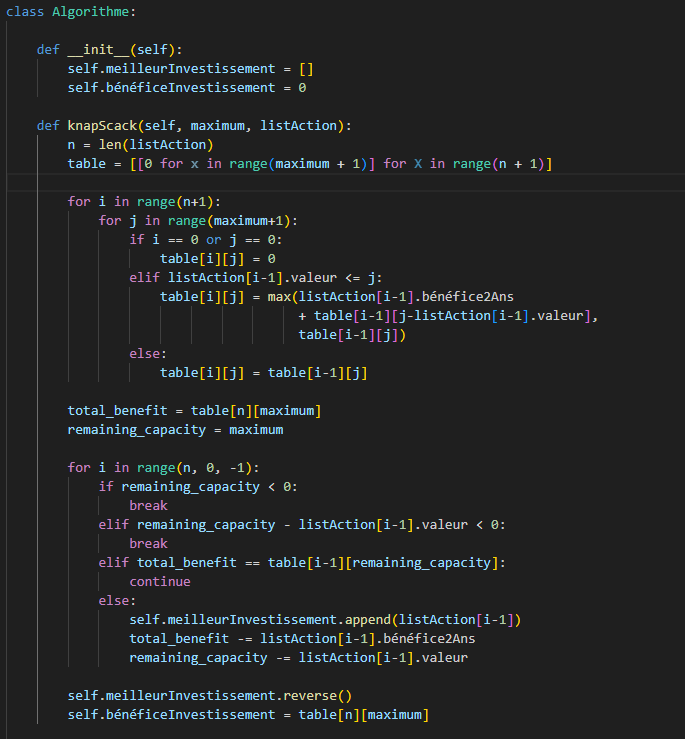 class Algorithme:
    def __init__(self):
        self.meilleurInvestissement = []
        self.bénéficeInvestissement = 0
    def knapScack(self, maximum, listAction):
        n = len(listAction)
        table = [[0 for x in range(maximum + 1)] for X in range(n + 1)]
        for i in range(n+1):
            for j in range(maximum+1):
                if i == 0 or j == 0:
                    table[i][j] = 0
                elif listAction[i-1].valeur <= j:
                    table[i][j] = max(listAction[i-1].bénéfice2Ans
                                      + table[i-1][j-listAction[i-1].valeur],
                                      table[i-1][j])
                else:
                    table[i][j] = table[i-1][j]
        total_benefit = table[n][maximum]
        remaining_capacity = maximum
        for i in range(n, 0, -1):
            if remaining_capacity < 0:
                break
            elif remaining_capacity - listAction[i-1].valeur < 0:
                break
            elif total_benefit == table[i-1][remaining_capacity]:
                continue
            else:
                self.meilleurInvestissement.append(listAction[i-1])
                total_benefit -= listAction[i-1].bénéfice2Ans
                remaining_capacity -= listAction[i-1].valeur
        self.meilleurInvestissement.reverse()
        self.bénéficeInvestissement = table[n][maximum]